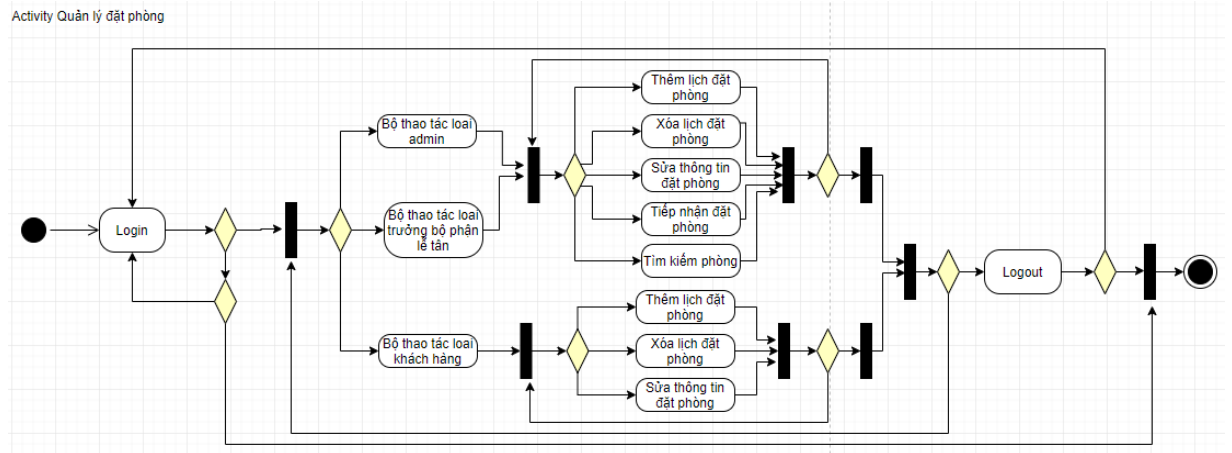 Activity Quản lý đặt phòng
Thêm lịch đặt
phòng
Bộ thao tác loai
admin
Xóa lịch đặt
phòng
Sửa thông tin
đặt phòng
Login
Bộ thao tác loai
trưởng bộ phận
lễ tân
Tiếp nhận đặt
phòng
Tìm kiếm phòng
Logout
Thêm lịch đặt
phòng
Bộ thao tác loai
khách hàng
Xóa lịch đặt
phòng
Sửa thông tin
đặt phòng